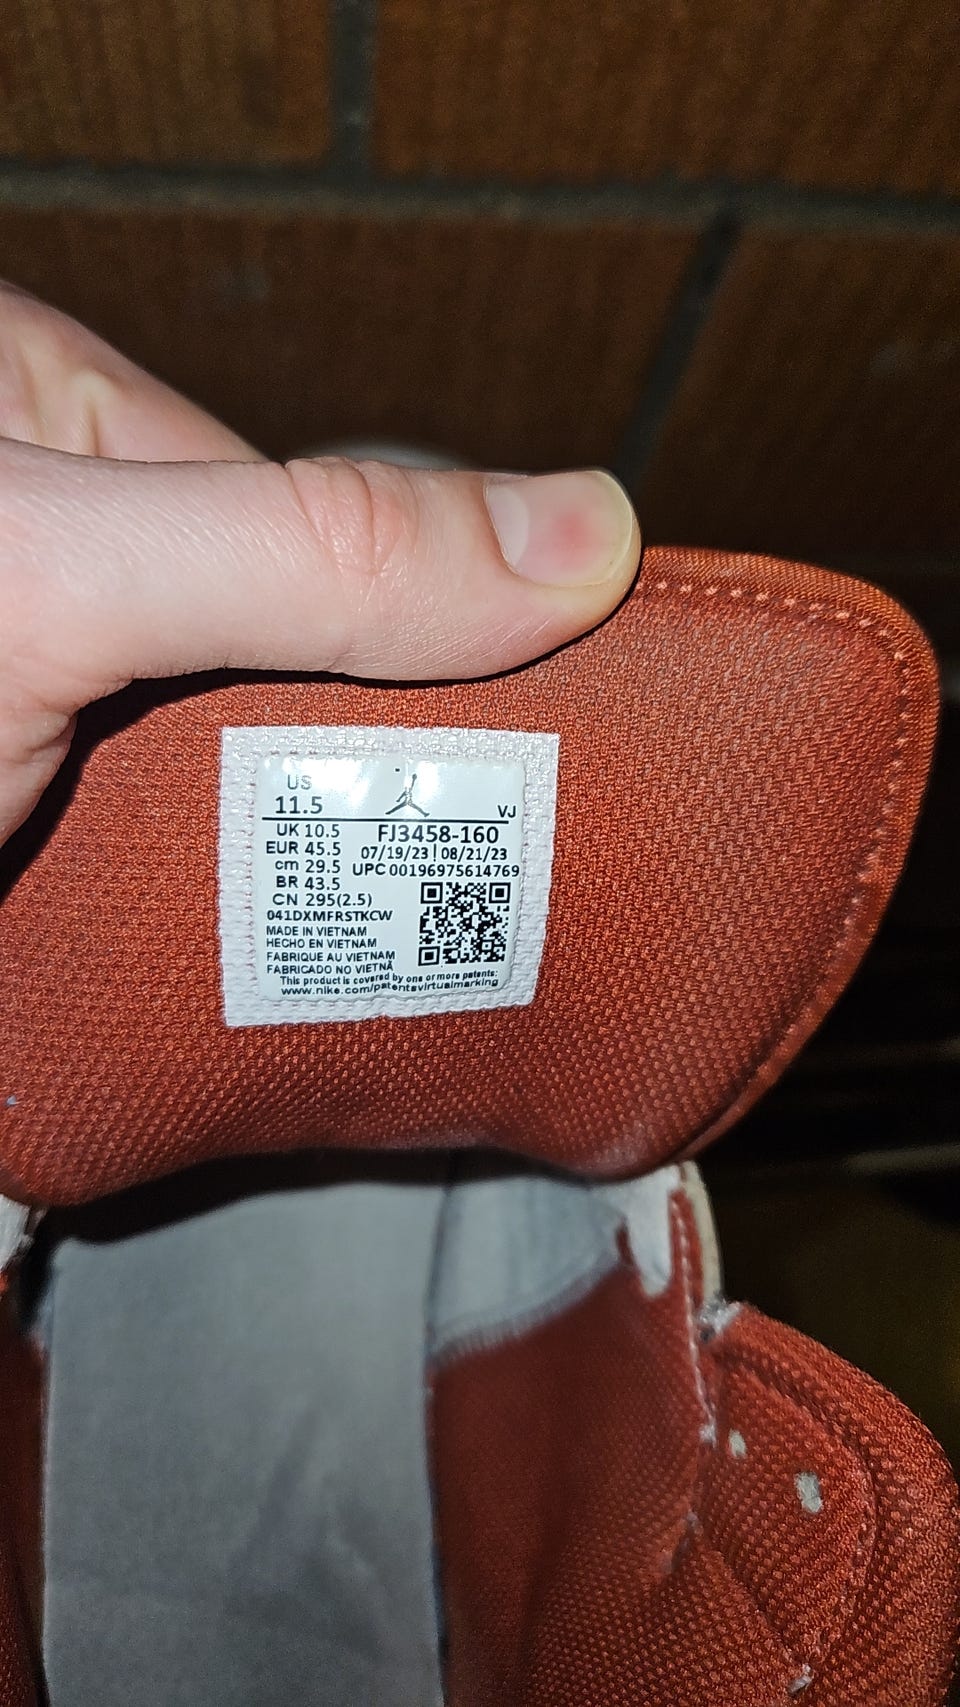 US
11.5
VJ
UK 10.5 FJ3458-160
EUR 45.5 07/19/23 | 08/21/23
cm 29.5 UPC 00196975614769
BR 43.5
CN 295(2.5)
041DXMFRSTKCW
MADE IN VIETNAM
HECHO EN VIETNAM
FABRIQUE AU VIETNAM
FABRICADO NO VIETNÃ
This product is covered by one or more patents:
www.nike.com/patentsvirtualmarking